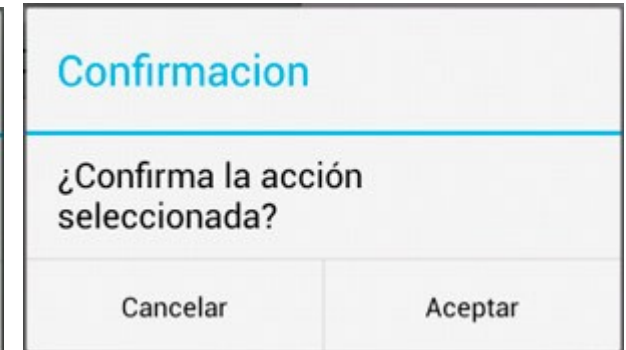 Confirmacion
¿Confirma la acción
seleccionada?
Cancelar
Aceptar